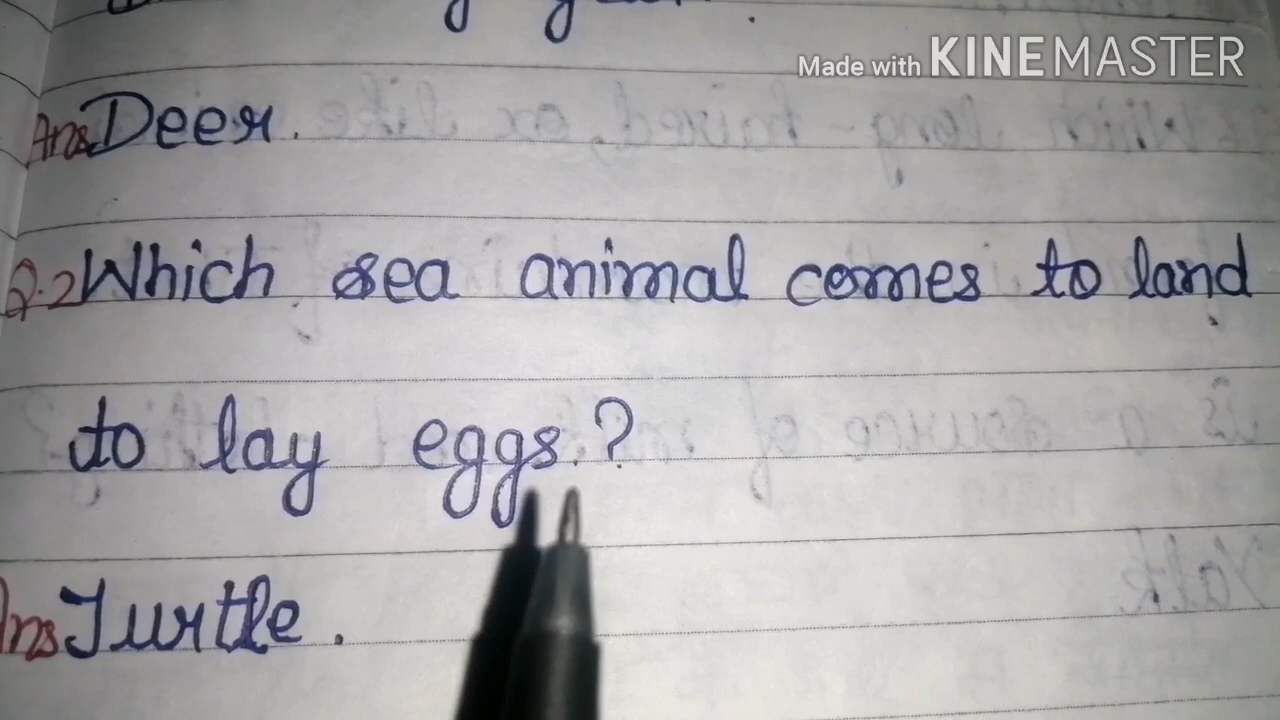 Made with KINEMASTER
Ans Deer.
Q.2 Which sea animal comes to land
to lay eggs.?
Ans Turtle.